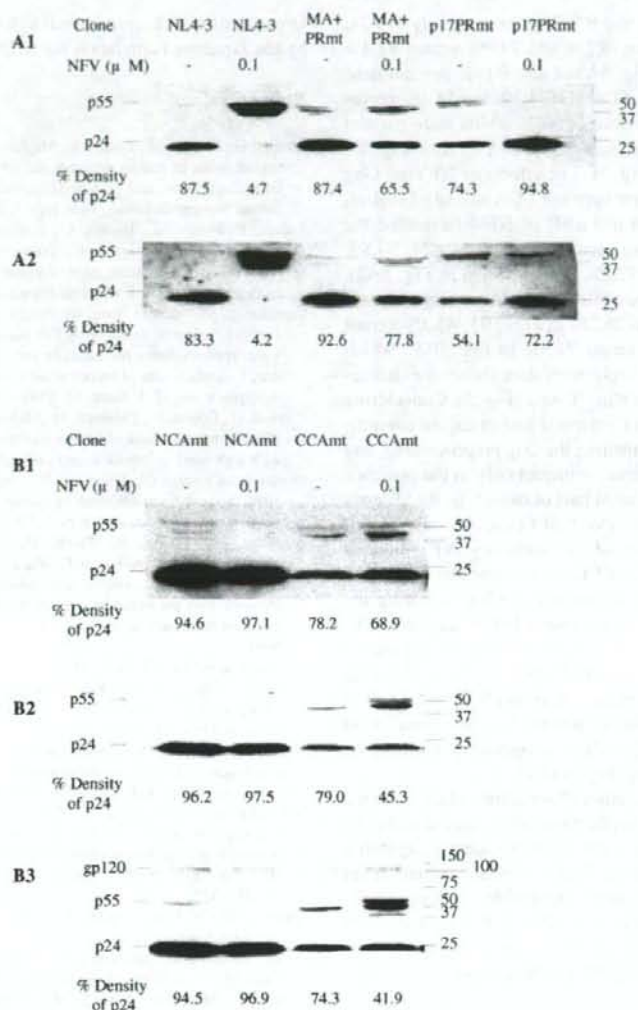 A1
Clone NL4-3 NL4-3 MA+ PRmt MA+ PRmt p17PRmt p17PRmt
NFV (μ M) - 0.1 - 0.1 - 0.1
p55 50
37
p24 25
% Density of p24 87.5 4.7 87.4 65.5 74.3 94.8
A2
p55 50
37
p24 25
% Density of p24 83.3 4.2 92.6 77.8 54.1 72.2
Clone NCAmt NCAmt CCAmt CCAmt
B1
NFV (μ M) - 0.1 - 0.1
p55 50
37
p24 25
% Density of p24 94.6 97.1 78.2 68.9
B2
p55 50
37
p24 25
% Density of p24 96.2 97.5 79.0 45.3
B3
gp120 150 100
75
p55 50
37
p24 25
% Density of p24 94.5 96.9 74.3 41.9